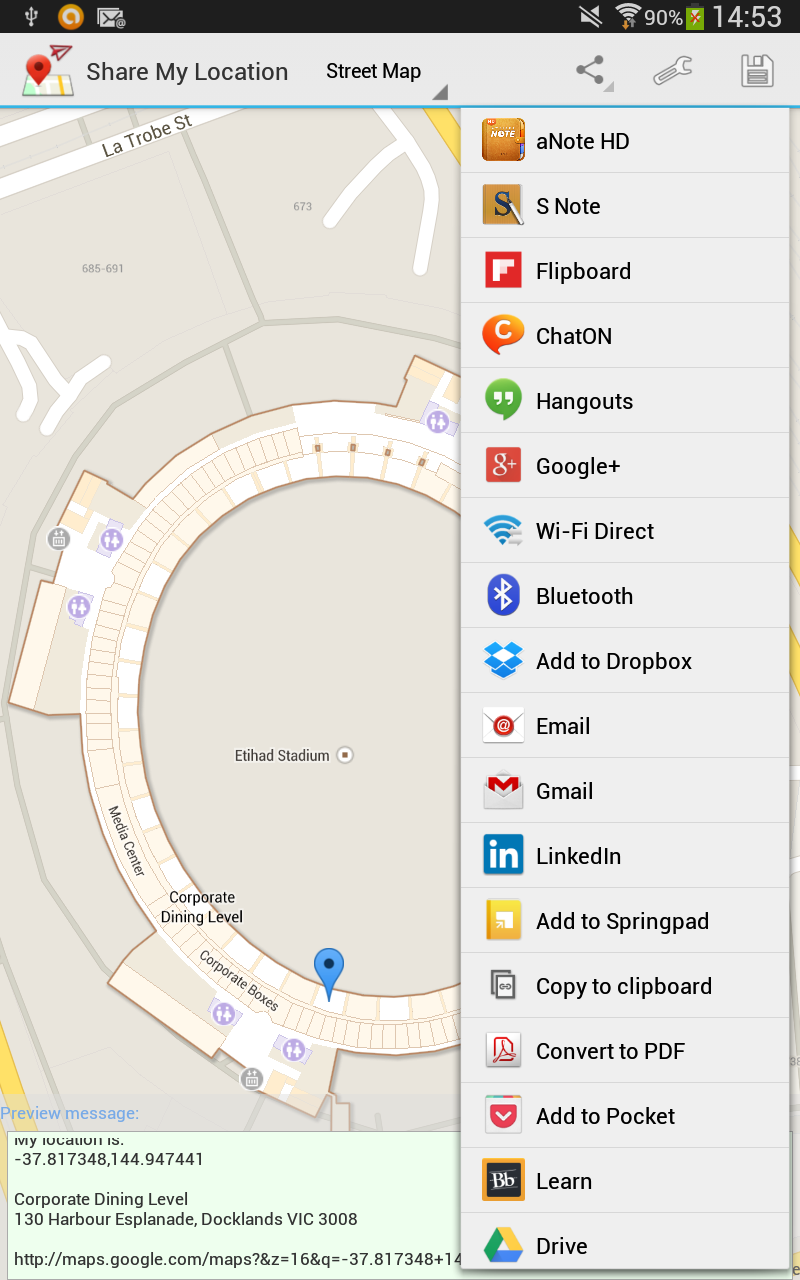 90% 14:53
Share My Location
Street Map
La Trobe St
673
685-691
Etihad Stadium
Media Center
Corporate
Dining Level
Corporate Boxes
aNote HD
S Note
Flipboard
ChatON
Hangouts
Google+
Wi-Fi Direct
Bluetooth
Add to Dropbox
Email
Gmail
LinkedIn
Add to Springpad
Copy to clipboard
Convert to PDF
Add to Pocket
Learn
Drive
Preview message:
My location is:
-37.817348,144.947441
Corporate Dining Level
130 Harbour Esplanade, Docklands VIC 3008
http://maps.google.com/maps?&z=16&q=-37.817348+14